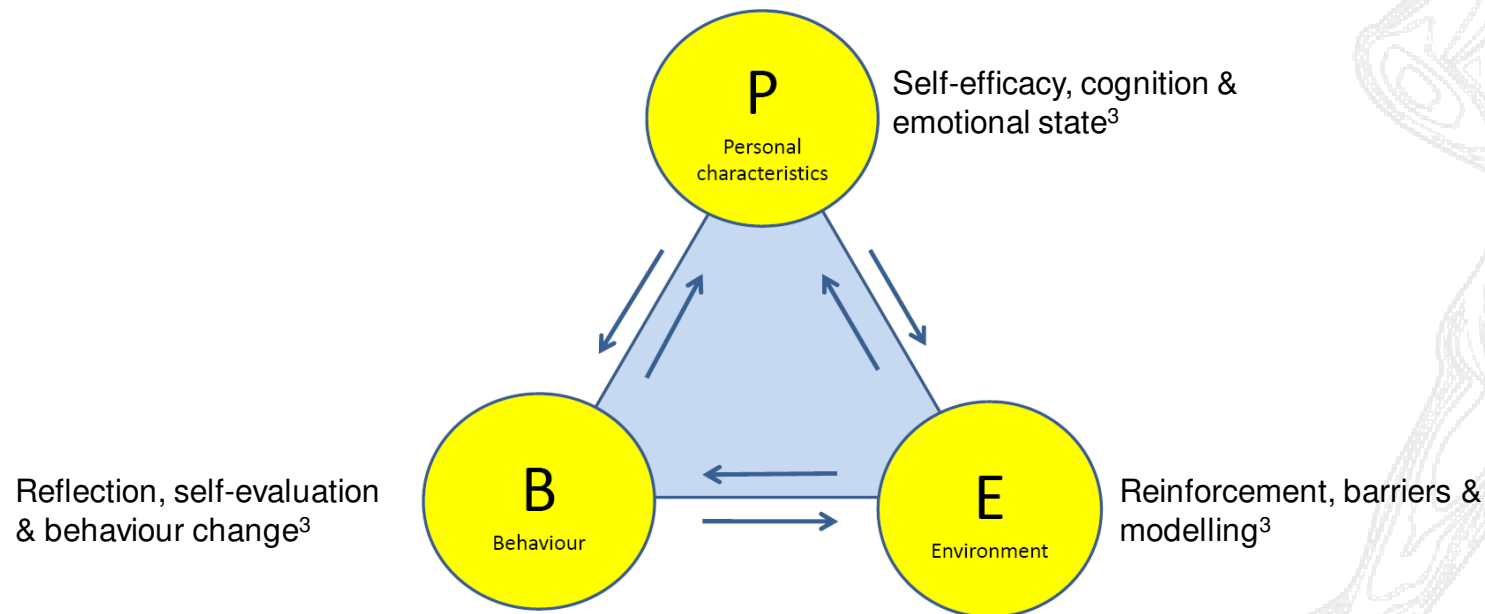 P
Personal
characteristics
Self-efficacy, cognition &
emotional state³
B
Behaviour
Reflection, self-evaluation
& behaviour change³
E
Environment
Reinforcement, barriers &
modelling³